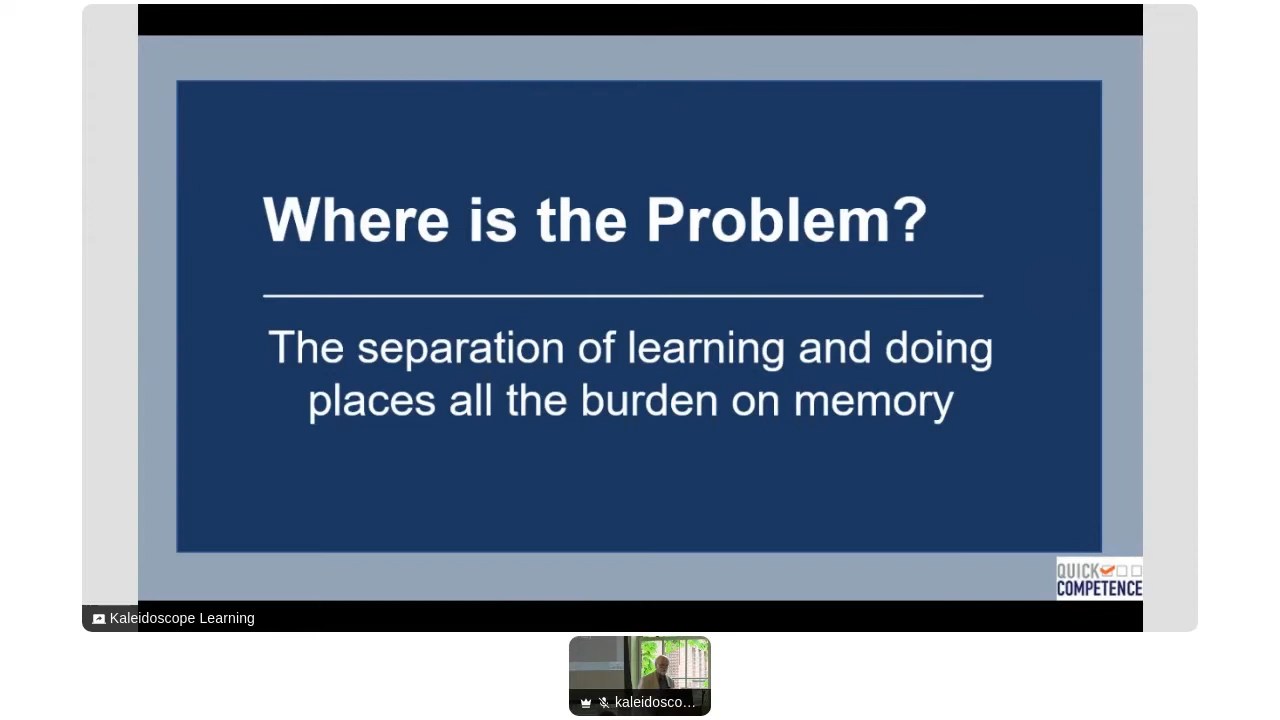 Where is the Problem?
The separation of learning and doing
places all the burden on memory
QUICK
COMPETENCE
Kaleidoscope Learning
kaleidosco…